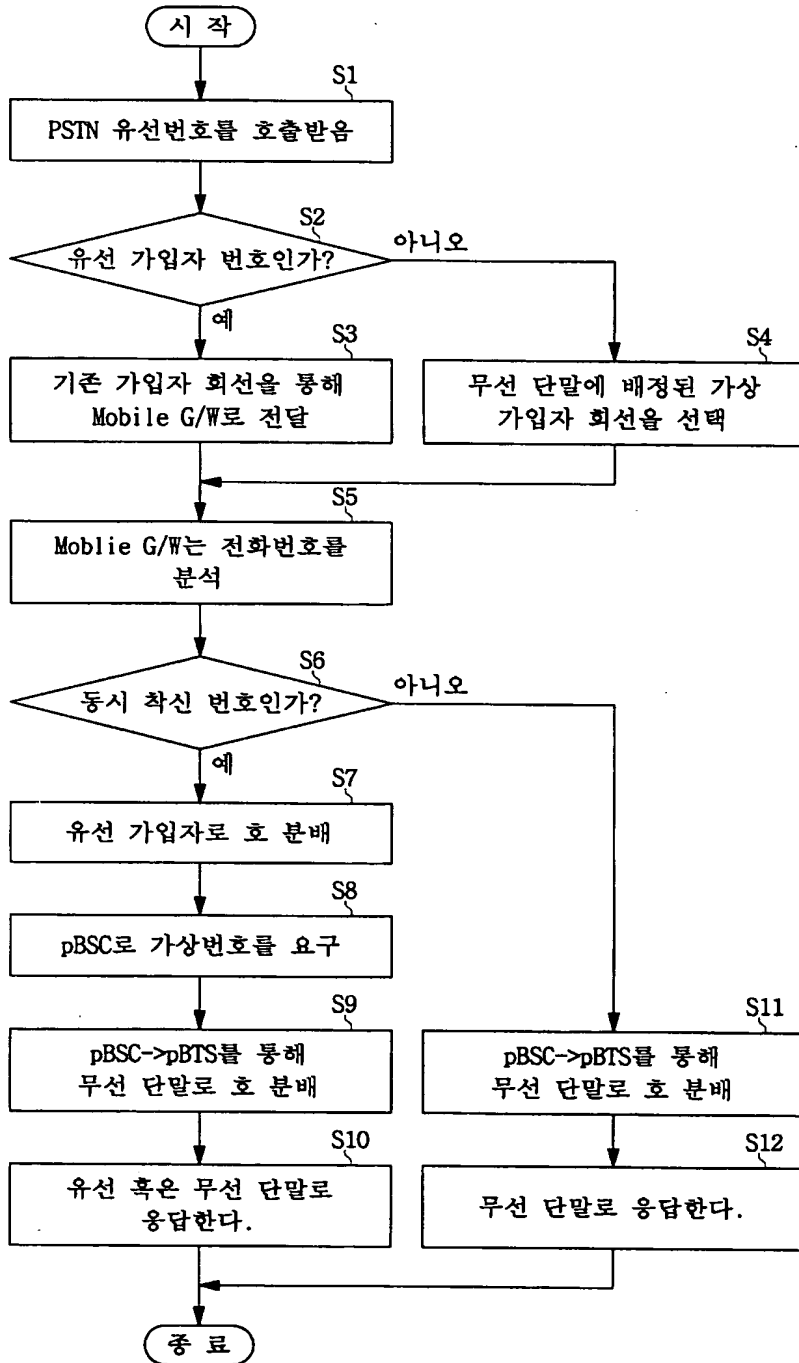 시 작
S1
PSTN 유선번호를 호출받음
S2
유선 가입자 번호인가?
아니오
예
S3
기존 가입자 회선을 통해
Mobile G/W로 전달
S4
무선 단말에 배정된 가상
가입자 회선을 선택
S5
Moblie G/W는 전화번호를
분석
S6
동시 착신 번호인가?
아니오
예
S7
유선 가입자로 호 분배
S8
pBSC로 가상번호를 요구
S9
pBSC->pBTS를 통해
무선 단말로 호 분배
S11
pBSC->pBTS를 통해
무선 단말로 호 분배
S10
유선 혹은 무선 단말로
응답한다.
S12
무선 단말로 응답한다.
종 료